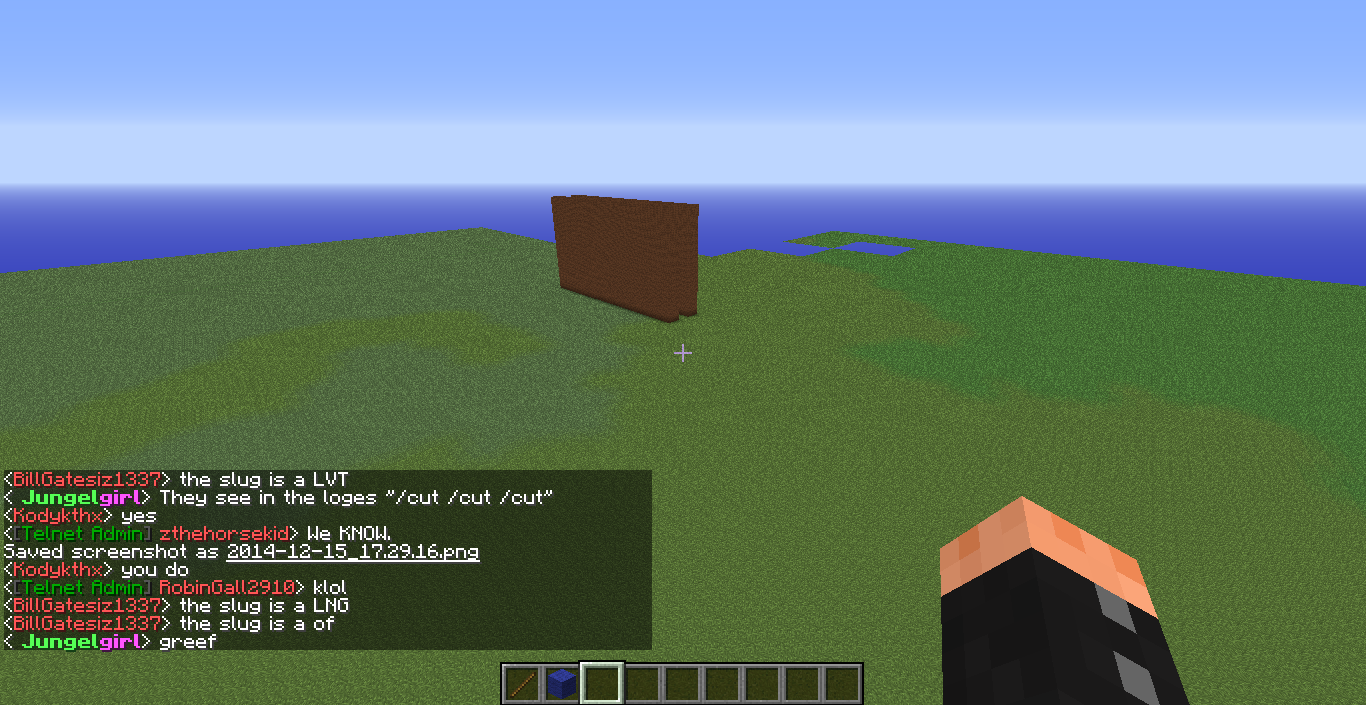 <BillGatesiz1337> the slug is a LVT
< Jungelgirl> They see in the loges "/cut /cut /cut"
<Kodykthx> yes
<[Telnet Admin] zthehorsekid> We KNOW.
Saved screenshot as 2014-12-15_17.29.16.png
<Kodykthx> you do
<[Telnet Admin] RobinGall2910> klol
<BillGatesiz1337> the slug is a LNG
<BillGatesiz1337> the slug is a of
< Jungelgirl> greef